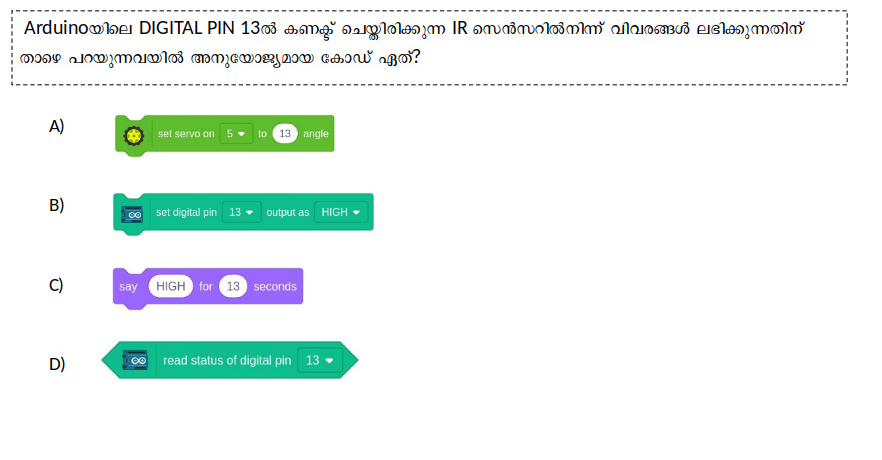 Arduinoയിലെ DIGITAL PIN 13ൽ കണക്ട് ചെയ്തിരിക്കുന്ന IR സെൻസറിൽനിന്ന് വിവരങ്ങൾ ലഭിക്കുന്നതിന്
താഴെ പറയുന്നവയിൽ അനുയോജ്യമായ കോഡ് ഏത്?
A) set servo on 5 to 13 angle
B) set digital pin 13 output as HIGH
C) say HIGH for 13 seconds
D) read status of digital pin 13